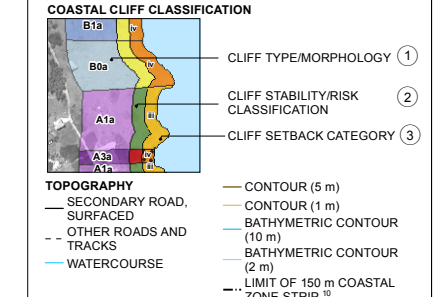 COASTAL CLIFF CLASSIFICATION
B1a
iv
B0a
iv
CLIFF TYPE/MORPHOLOGY 1
A1a
iii
CLIFF STABILITY/RISK
CLASSIFICATION 2
CLIFF SETBACK CATEGORY 3
A3a
iv
A1a
iii
TOPOGRAPHY
SECONDARY ROAD,
SURFACED
OTHER ROADS AND
TRACKS
WATERCOURSE
CONTOUR (5 m)
CONTOUR (1 m)
BATHYMETRIC CONTOUR
(10 m)
BATHYMETRIC CONTOUR
(2 m)
LIMIT OF 150 m COASTAL
ZONE STRIP 10